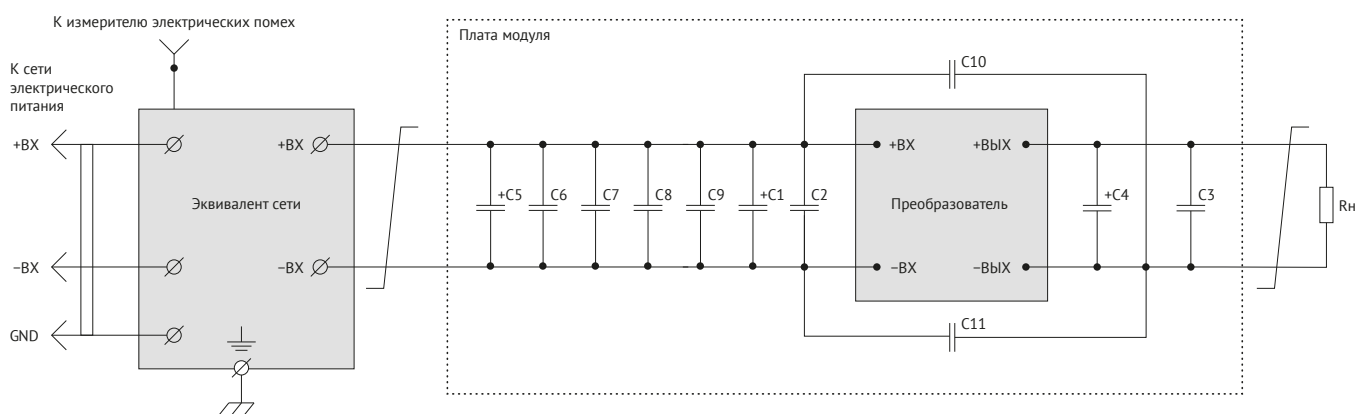 К измерителю электрических помех
Плата модуля
К сети
электрического
питания
C10
+ВХ
+ВХ
+ВХ
+ВЫХ
+C5
C6
C7
C8
C9
+C1
C2
+C4
C3
Эквивалент сети
Преобразователь
Rн
−ВХ
−ВХ
−ВХ
−ВЫХ
C11
GND